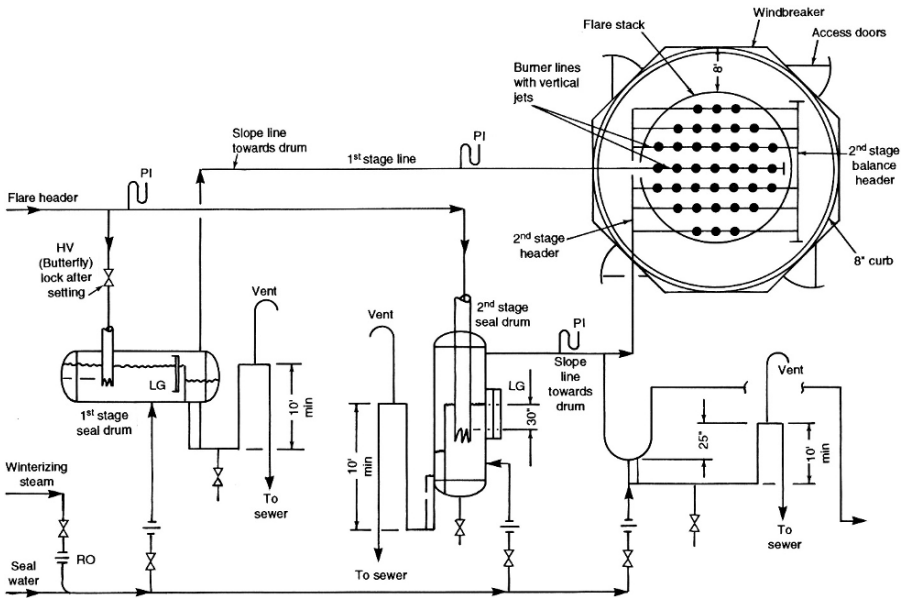 Windbreaker
Flare stack
Access doors
8'
Burner lines
with vertical
jets
Slope line
towards drum
PI
1st stage line
2nd stage
balance
header
PI
Flare header
2nd stage
header
8" curb
HV
(Butterfly)
lock after
setting
Vent
Vent
2nd stage
seal drum
PI
Vent
LG
1st stage
seal drum
10'
min
LG
30"
Slope
line
towards
drum
10'
min
25"
10'
min
Winterizing
steam
To
sewer
To
sewer
RO
Seal
water
To sewer